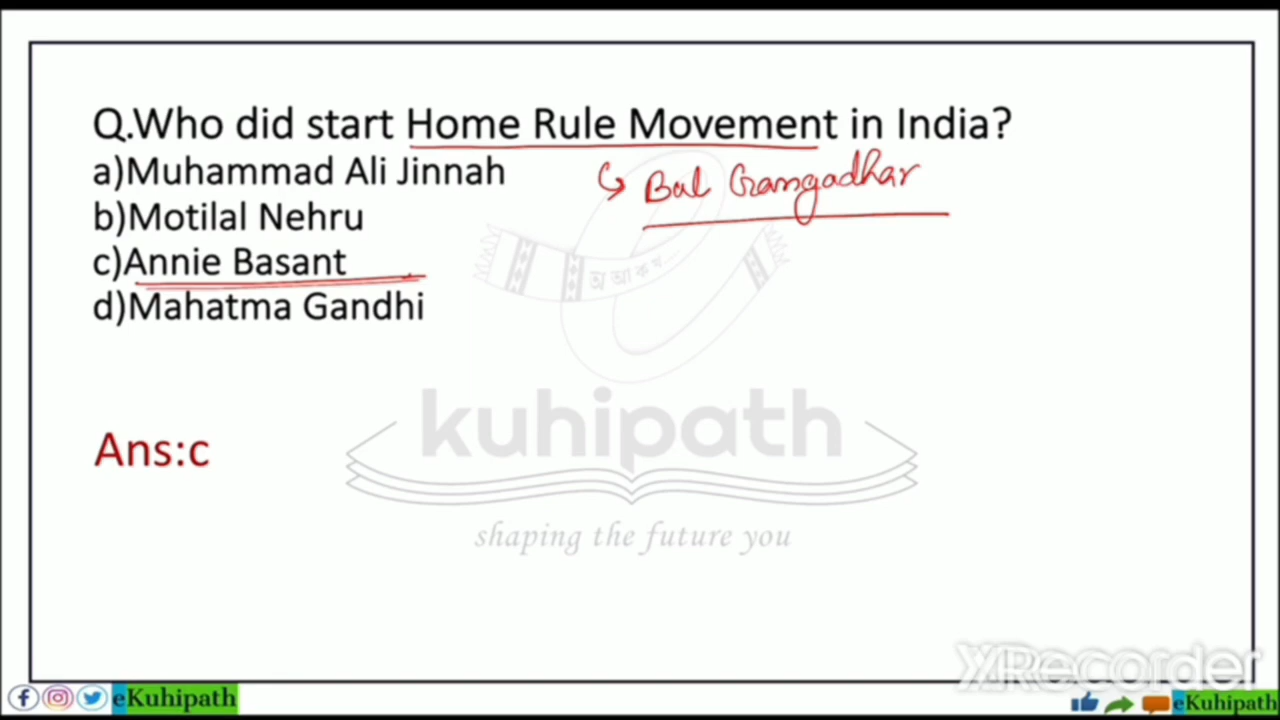 Q.Who did start Home Rule Movement in India?
a)Muhammad Ali Jinnah
Bal Gangadhar
b)Motilal Nehru
c)Annie Basant
অ আ ক খ
d)Mahatma Gandhi
kuhipath
Ans:c
shaping the future you
XRecorder
eKuhipath
eKuhipath